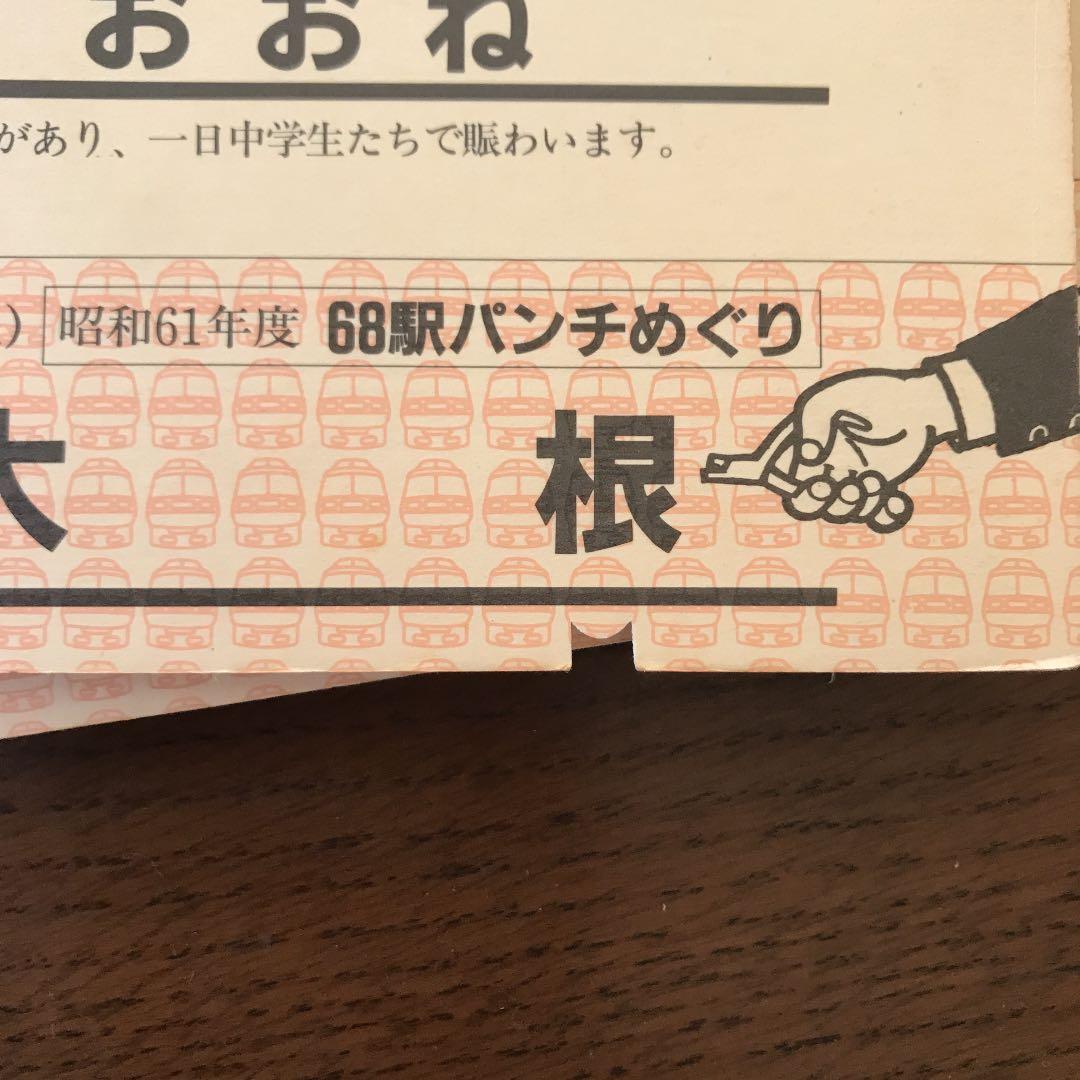 おおね
があり、一日中学生たちで賑わいます。
）昭和61年度 68駅パンチめぐり
大根